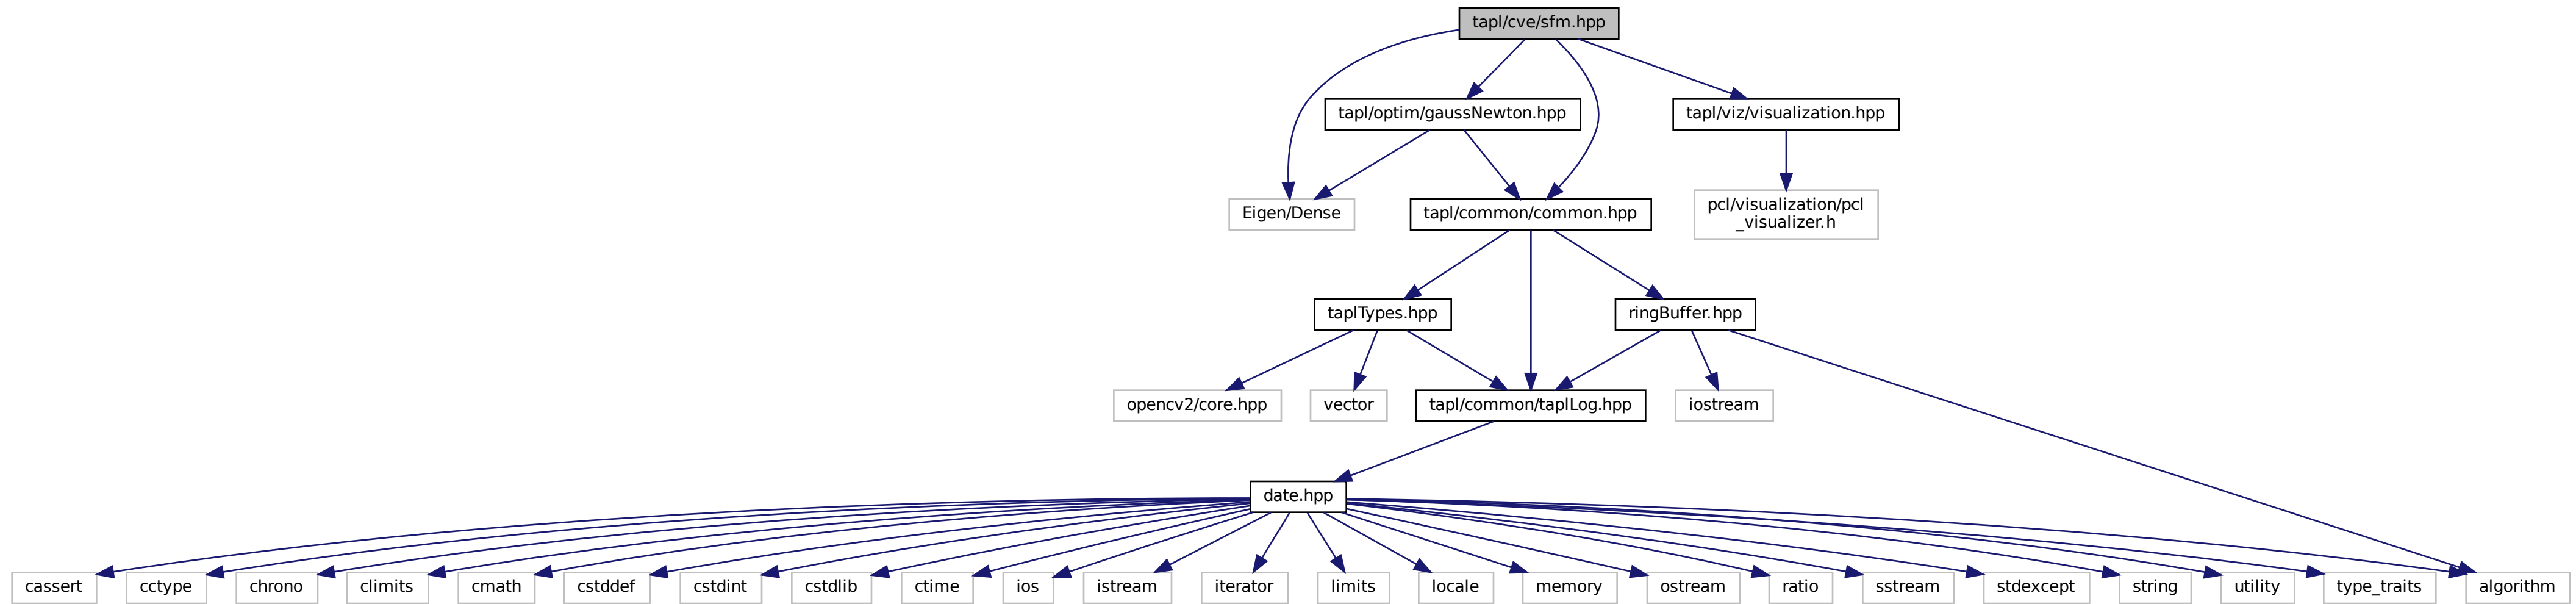 tapl/cve/sfm.hpp
tapl/optim/gaussNewton.hpp
tapl/viz/visualization.hpp
Eigen/Dense
tapl/common/common.hpp
pcl/visualization/pcl
_visualizer.h
taplTypes.hpp
ringBuffer.hpp
opencv2/core.hpp
vector
tapl/common/taplLog.hpp
iostream
date.hpp
cassert
cctype
chrono
climits
cmath
cstddef
cstdint
cstdlib
ctime
ios
istream
iterator
limits
locale
memory
ostream
ratio
sstream
stdexcept
string
utility
type_traits
algorithm